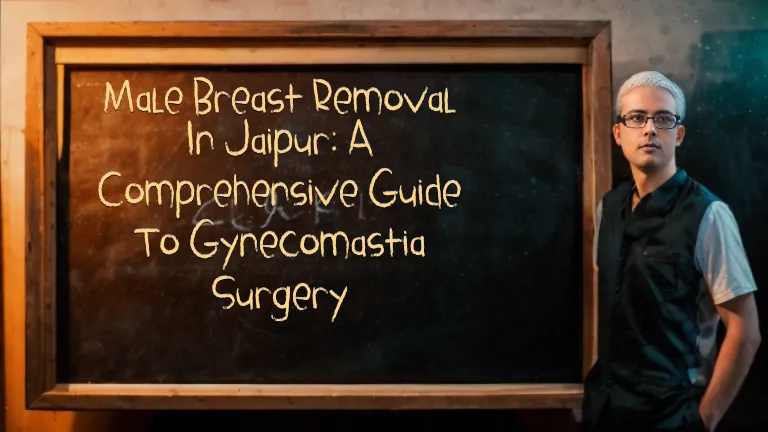 Male Breast Removal
In Jaipur: A
Comprehensive Guide
To Gynecomastia
Surgery